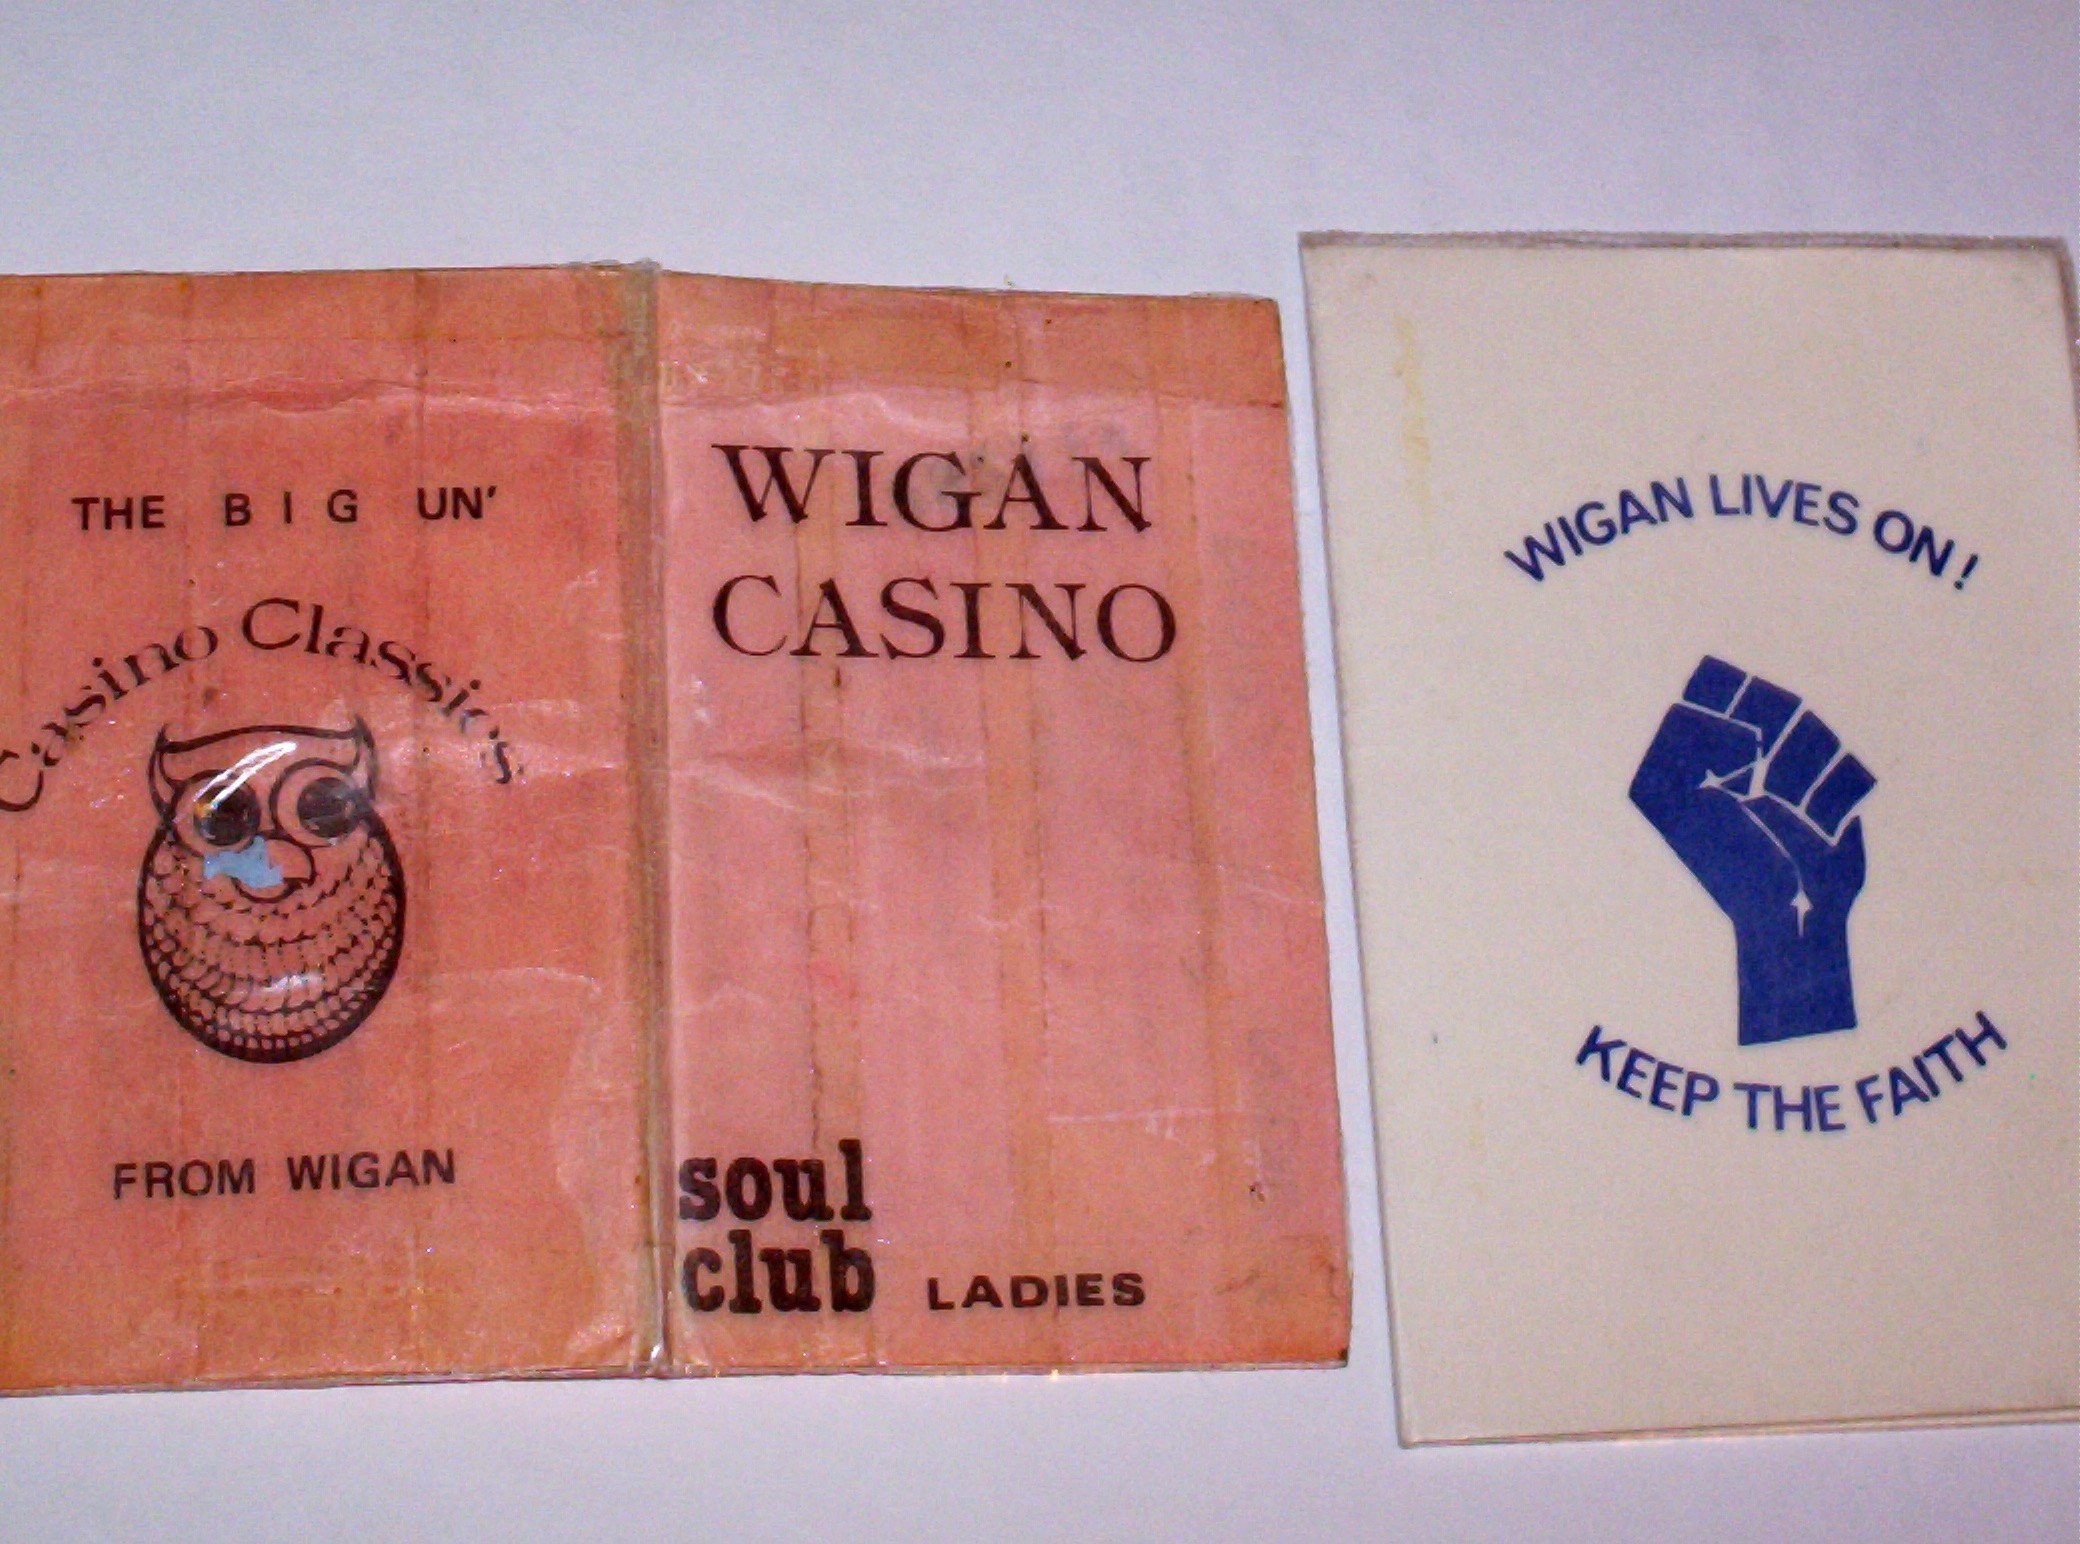 THE BIG UN'
Casino Classics
FROM WIGAN
WIGAN
CASINO
soul
club
LADIES
WIGAN LIVES ON!
KEEP THE FAITH